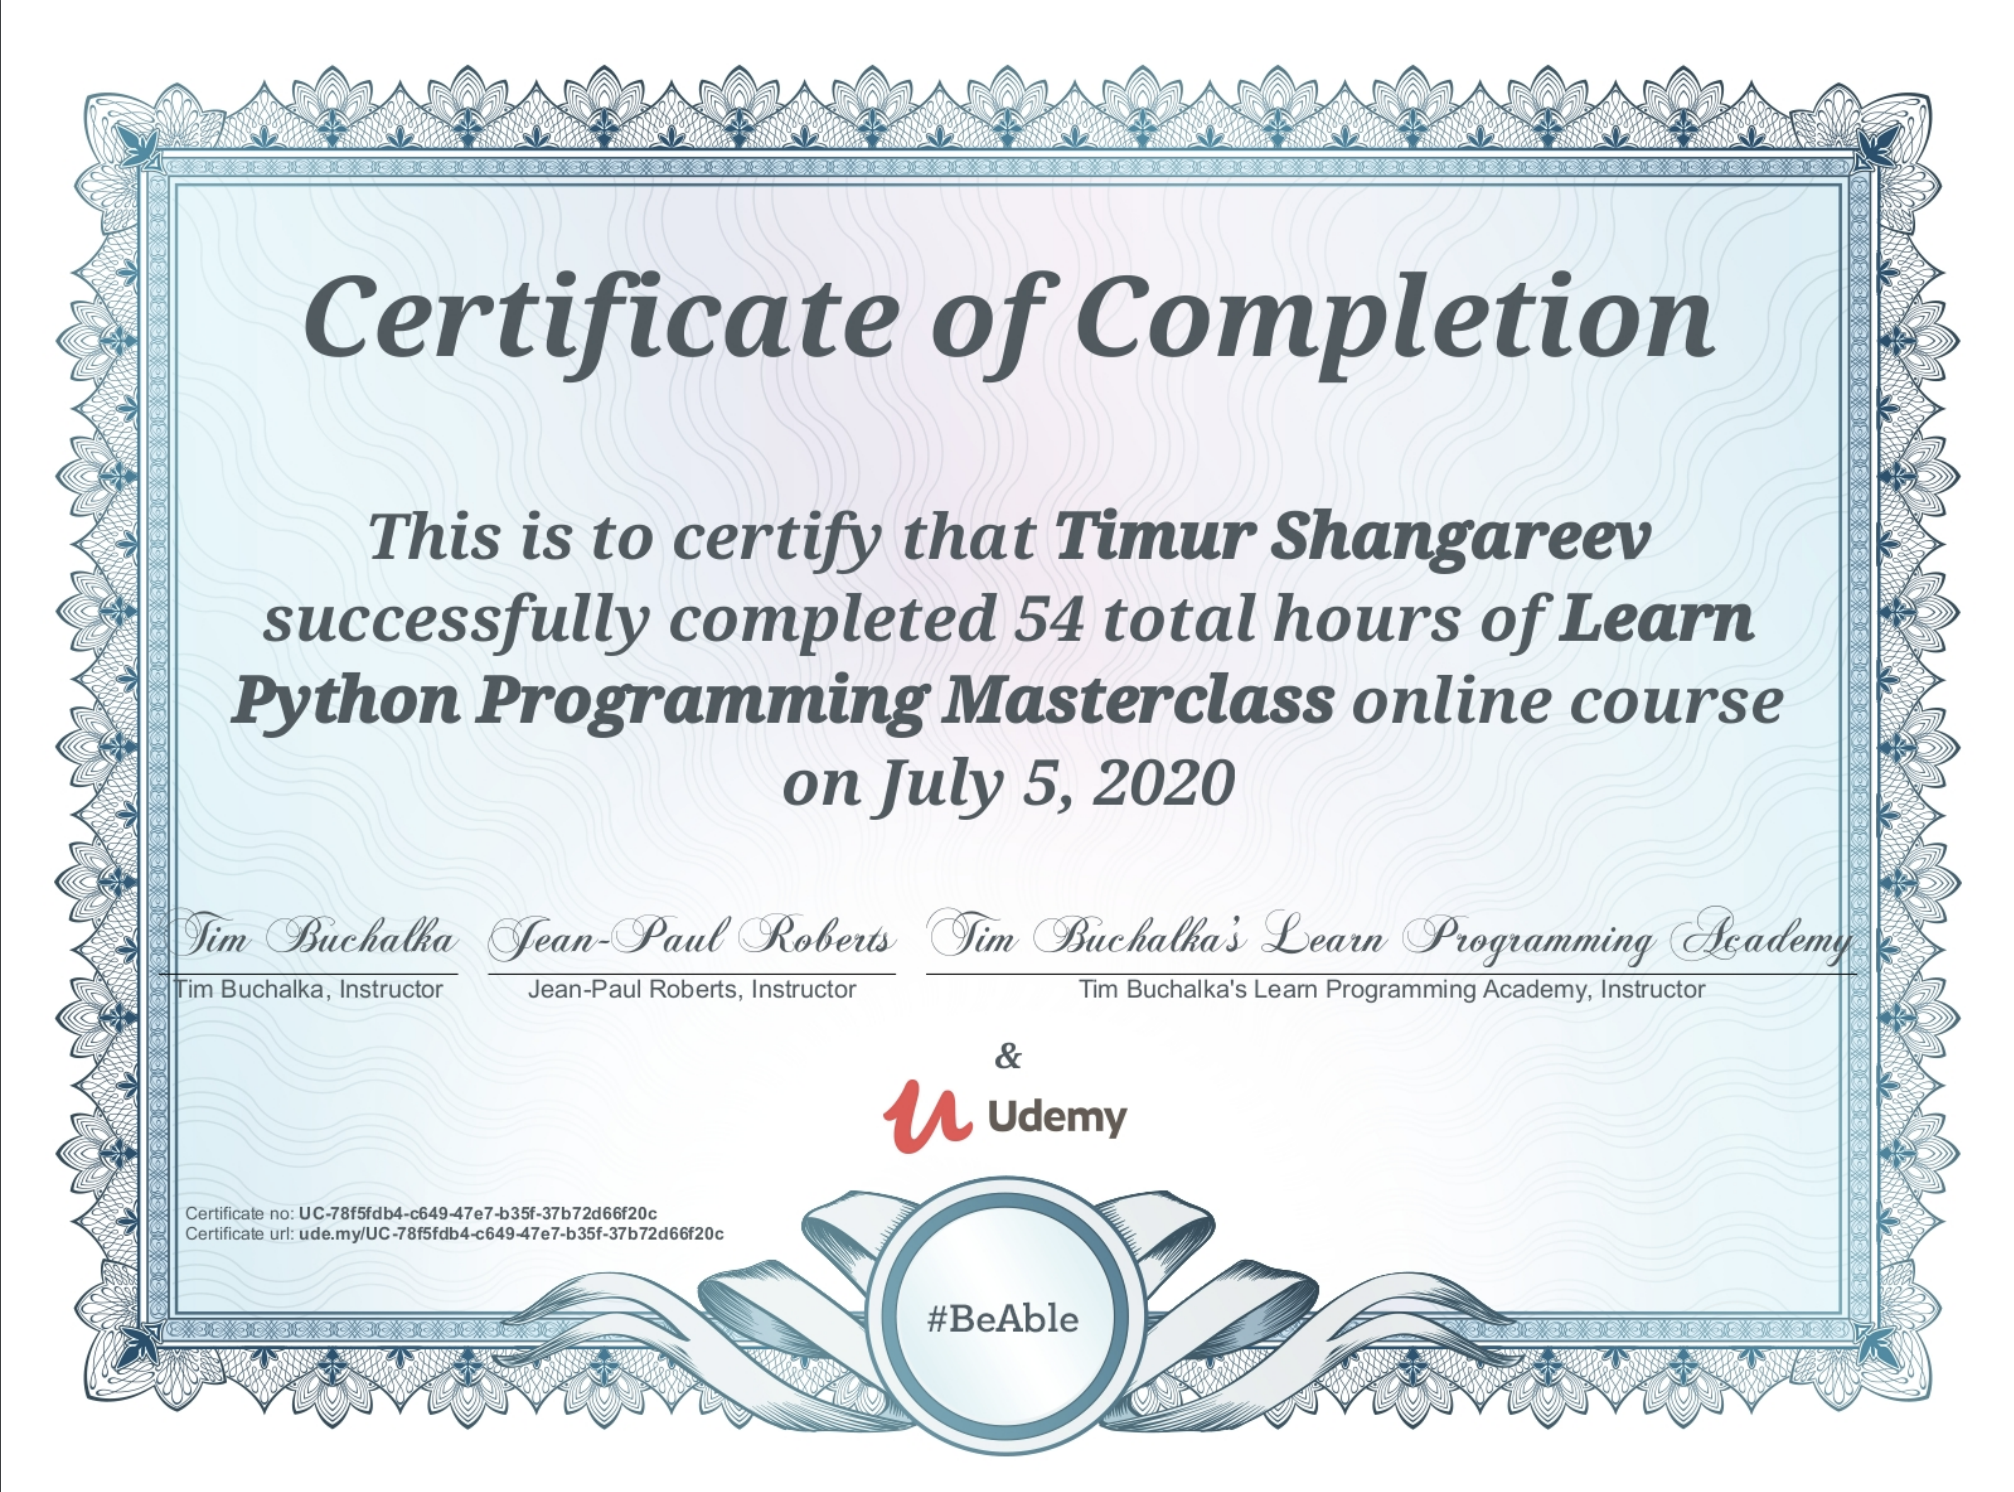 Certificate of Completion
This is to certify that Timur Shangareev
successfully completed 54 total hours of Learn
Python Programming Masterclass online course
on July 5, 2020
Tim Buchalka Jean-Paul Roberts Tim Buchalka's Learn Programming Academy
Tim Buchalka, Instructor Jean-Paul Roberts, Instructor Tim Buchalka's Learn Programming Academy, Instructor
&
Udemy
Certificate no: UC-78f5fdb4-c649-47e7-b35f-37b72d66f20c
Certificate url: ude.my/UC-78f5fdb4-c649-47e7-b35f-37b72d66f20c
#BeAble